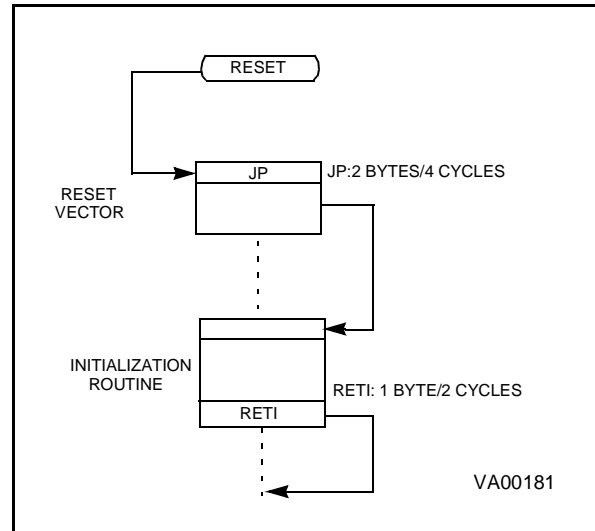 RESET
JP
JP:2 BYTES/4 CYCLES
RESET
VECTOR
INITIALIZATION
ROUTINE
RETI: 1 BYTE/2 CYCLES
RETI
VA00181